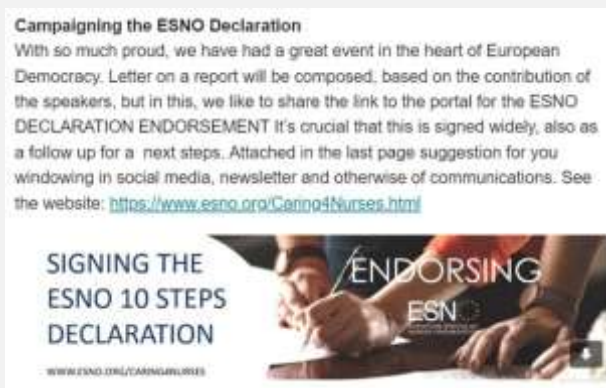 Campaigning the ESNO Declaration
With so much proud, we have had a great event in the heart of European
Democracy. Letter on a report will be composed, based on the contribution of
the speakers, but in this, we like to share the link to the portal for the ESNO
DECLARATION ENDORSEMENT It's crucial that this is signed widely, also as
a follow up for a next steps. Attached in the last page suggestion for you
windowing in social media, newsletter and otherwise of communications. See
the website: https://www.esno.org/Caring4Nurses.html
SIGNING THE
ESNO 10 STEPS
DECLARATION
WWW.ESNO.ORG/CARING4NURSES
ENDORSING
ESNO